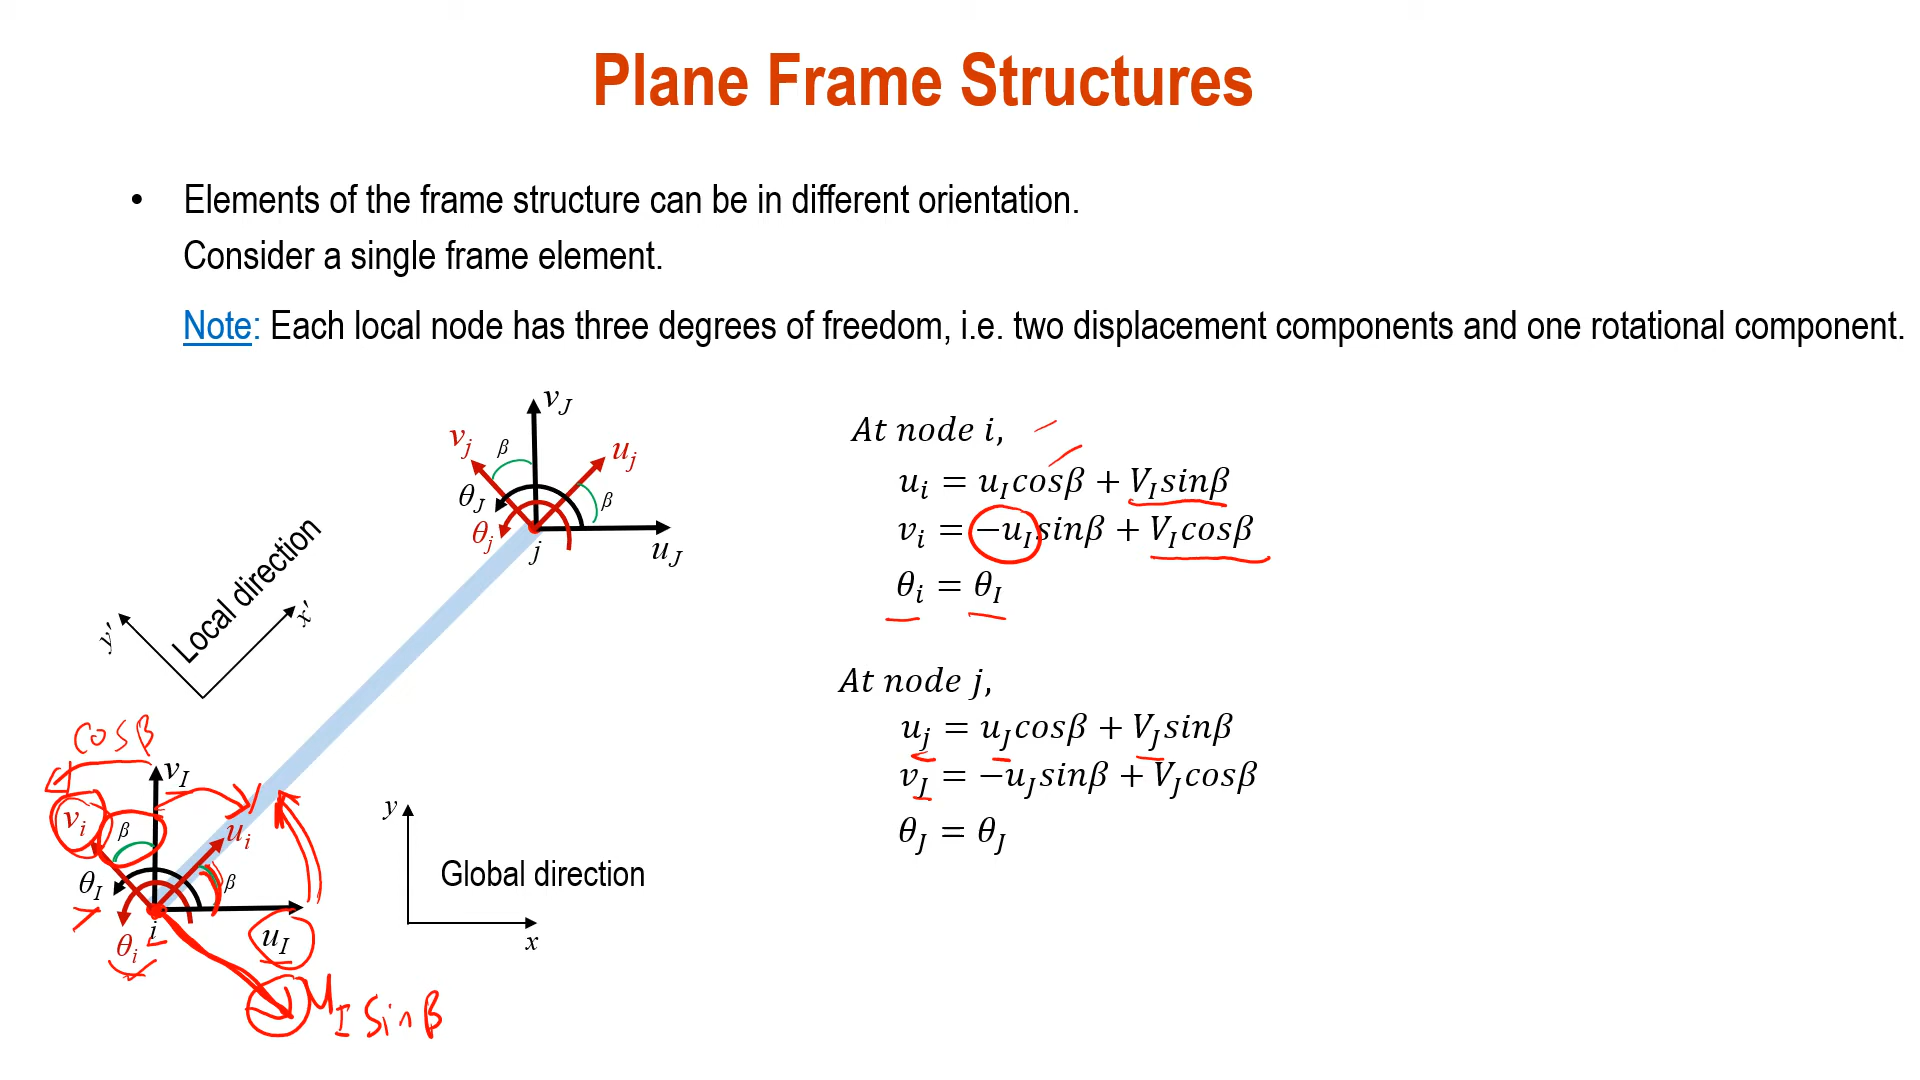 Plane Frame Structures
• Elements of the frame structure can be in different orientation.
Consider a single frame element.
Note: Each local node has three degrees of freedom, i.e. two displacement components and one rotational component.
v_J
v_j
β
u_j
θ_J
β
θ_j
j
u_J
Local direction
y'
x'
cosβ
v_I
v_i
β
u_i
θ_I
β
θ_i
i
u_I
u_I sinβ
y
Global direction
x
At node i,
u_i = u_I cosβ + V_I sinβ
v_i = −u_I sinβ + V_I cosβ
θ_i = θ_I
At node j,
u_j = u_J cosβ + V_J sinβ
v_J = −u_J sinβ + V_J cosβ
θ_J = θ_J